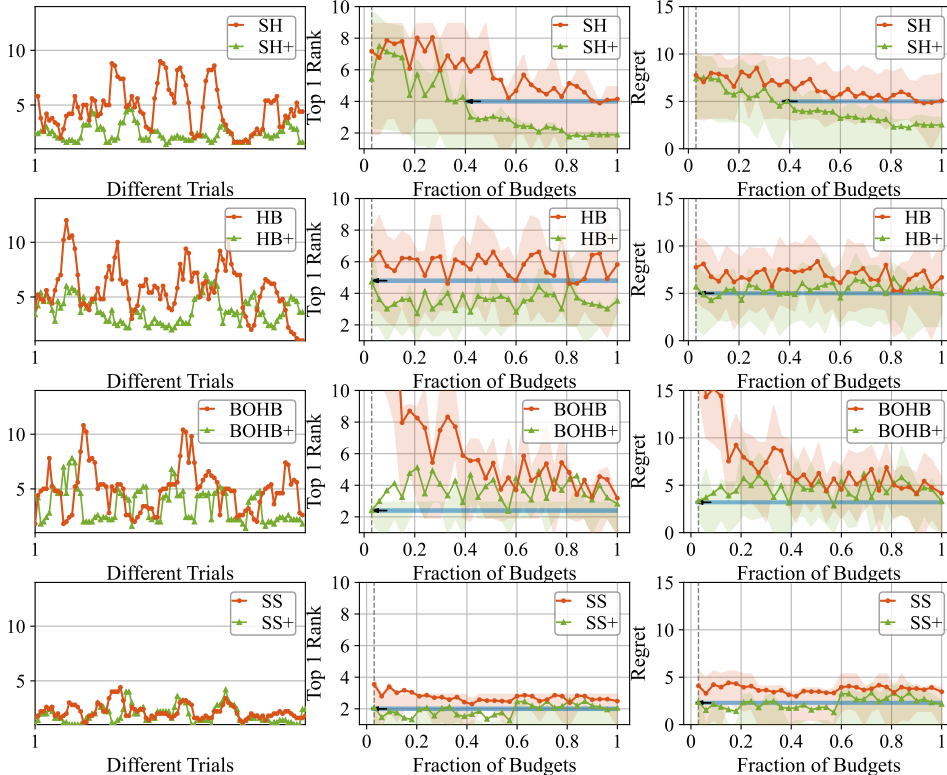 SH
SH+
10
5
1
Different Trials
Top 1 Rank
10
8
6
4
2
SH
SH+
0 0.2 0.4 0.6 0.8 1
Fraction of Budgets
Regret
15
10
5
0
SH
SH+
0 0.2 0.4 0.6 0.8 1
Fraction of Budgets
HB
HB+
10
5
1
Different Trials
Top 1 Rank
10
8
6
4
2
HB
HB+
0 0.2 0.4 0.6 0.8 1
Fraction of Budgets
Regret
15
10
5
0
HB
HB+
0 0.2 0.4 0.6 0.8 1
Fraction of Budgets
BOHB
BOHB+
10
5
1
Different Trials
Top 1 Rank
10
8
6
4
2
BOHB
BOHB+
0 0.2 0.4 0.6 0.8 1
Fraction of Budgets
Regret
15
10
5
0
BOHB
BOHB+
0 0.2 0.4 0.6 0.8 1
Fraction of Budgets
SS
SS+
10
5
1
Different Trials
Top 1 Rank
10
8
6
4
2
SS
SS+
0 0.2 0.4 0.6 0.8 1
Fraction of Budgets
Regret
15
10
5
0
SS
SS+
0 0.2 0.4 0.6 0.8 1
Fraction of Budgets